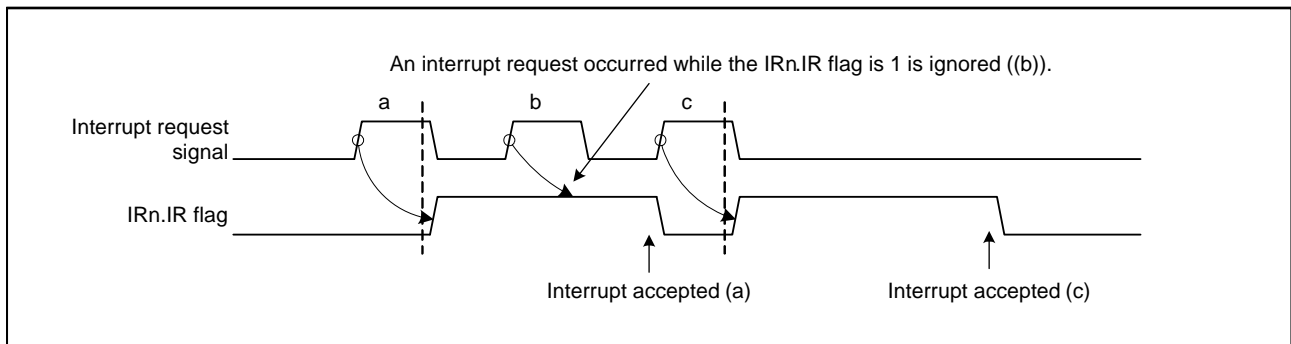 An interrupt request occurred while the IRn.IR flag is 1 is ignored ((b)).
a
b
c
Interrupt request
signal
IRn.IR flag
Interrupt accepted (a)
Interrupt accepted (c)